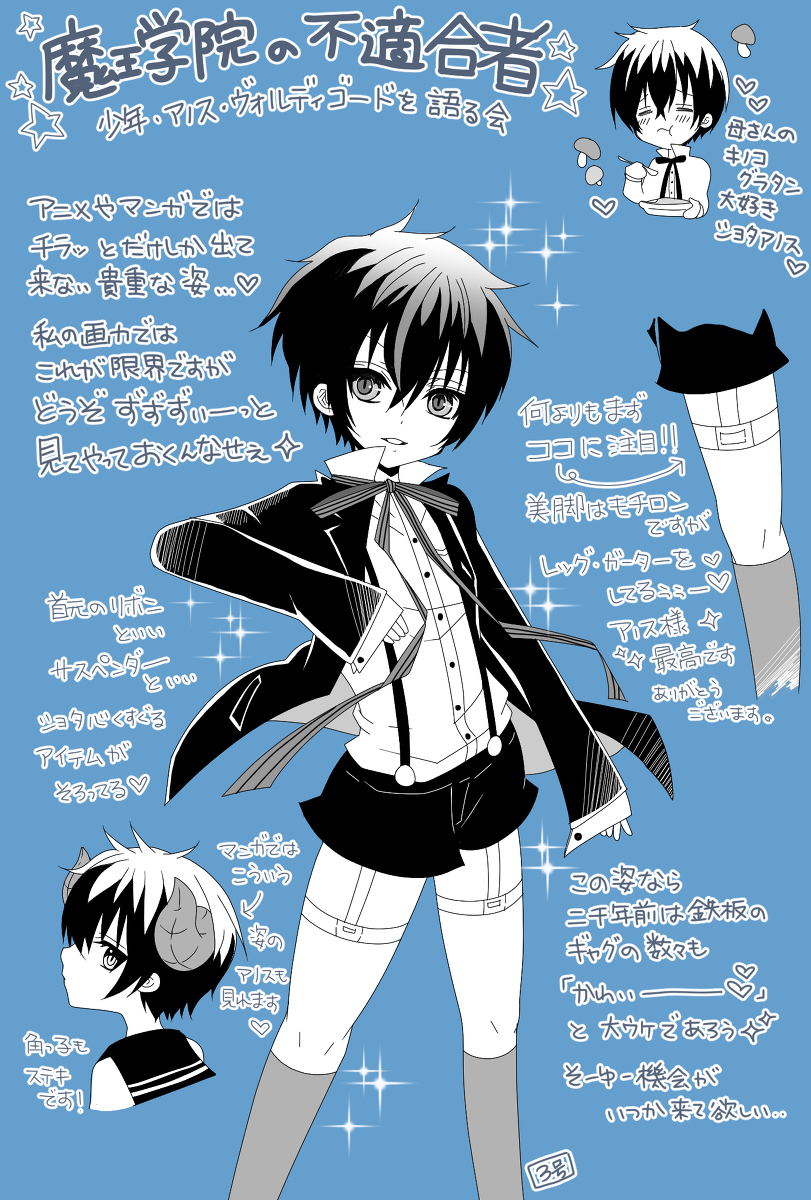 魔王学院の不適合者
少年・アノス・ヴォルディゴードを語る会
母さんの
キノコ
グラタン
大好き
ショタアノス
アニメやマンガでは
チラッとだけしか出て
来ない貴重な姿…♡
私の画力では
これが限界ですが
どうぞずずずぃーっと
見てやっておくんなせぇ
何よりもまず
ココに注目!!
美脚はモチロン
ですが
レッグ・ガーターを
してるぅぅー♡
アノス様
最高です
ありがとう
ございます。
首元のリボン
といい
サスペンダー
といい
ショタ心くすぐる
アイテムが
そろってる♡
マンガでは
こういう
姿の
アノスも
見れます
♡
角っ子も
ステキ
です!
この姿なら
二千年前は鉄板の
ギャグの数々も
「かわぃーーー♡」
と大ウケであろう
そーゆー機会が
いつか来て欲しい..
3号